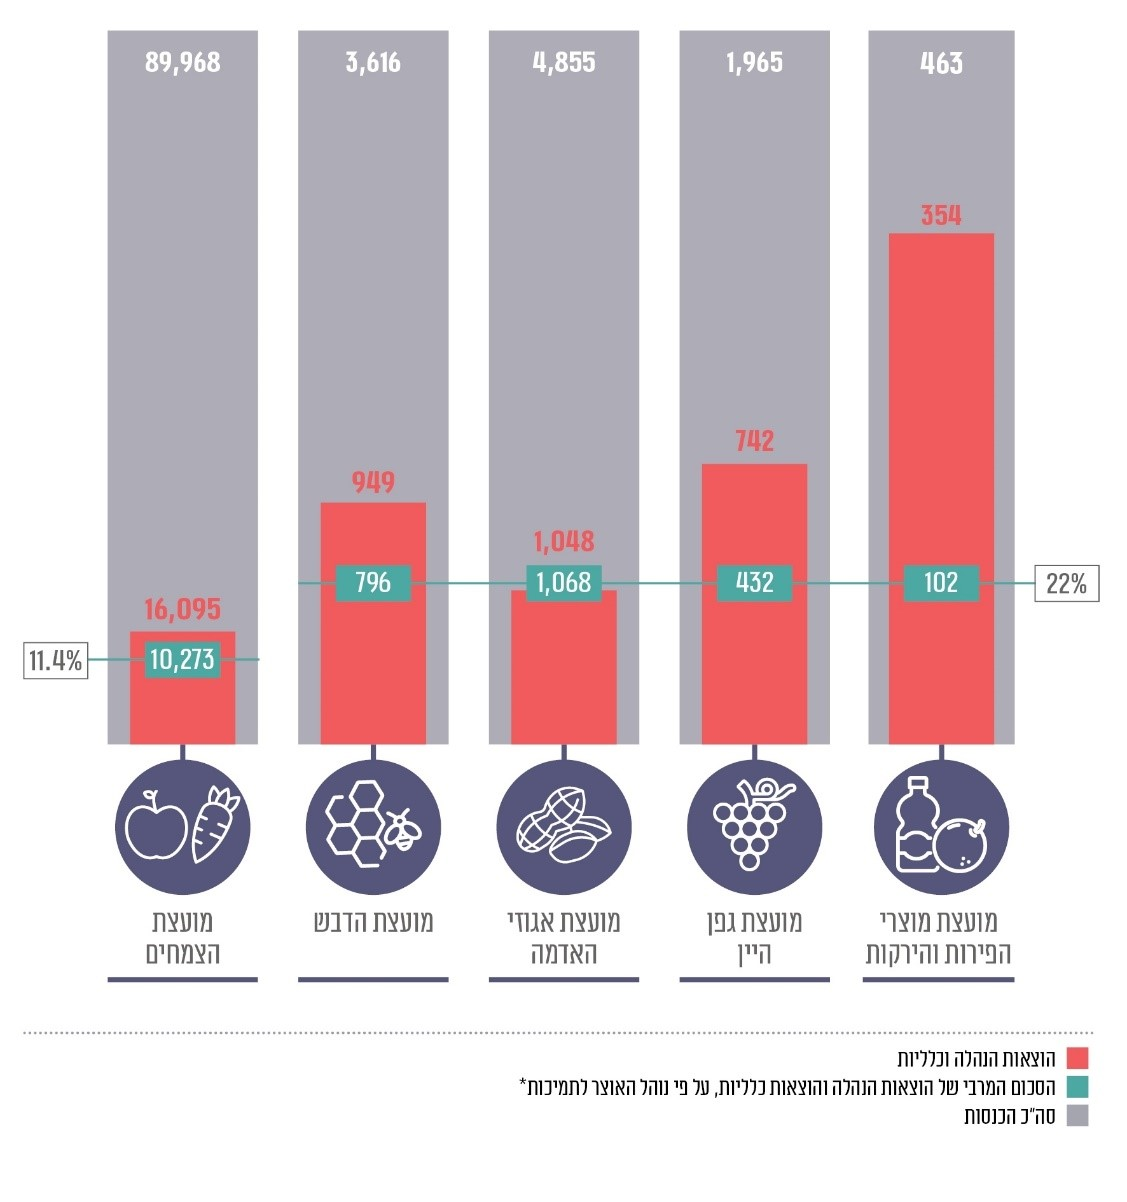 463
1,965
4,855
3,616
89,968
354
742
949
1,048
16,095
22%
102
432
1,068
796
10,273
11.4%
מועצת מוצרי
הפירות והירקות
מועצת גפן
היין
מועצת אגוזי
האדמה
מועצת הדבש
מועצת
הצמחים
הוצאות הנהלה וכלליות
הסכום המרבי של הוצאות הנהלה והוצאות כלליות, על פי נוהל האוצר לתמיכות*
סה"כ הכנסות